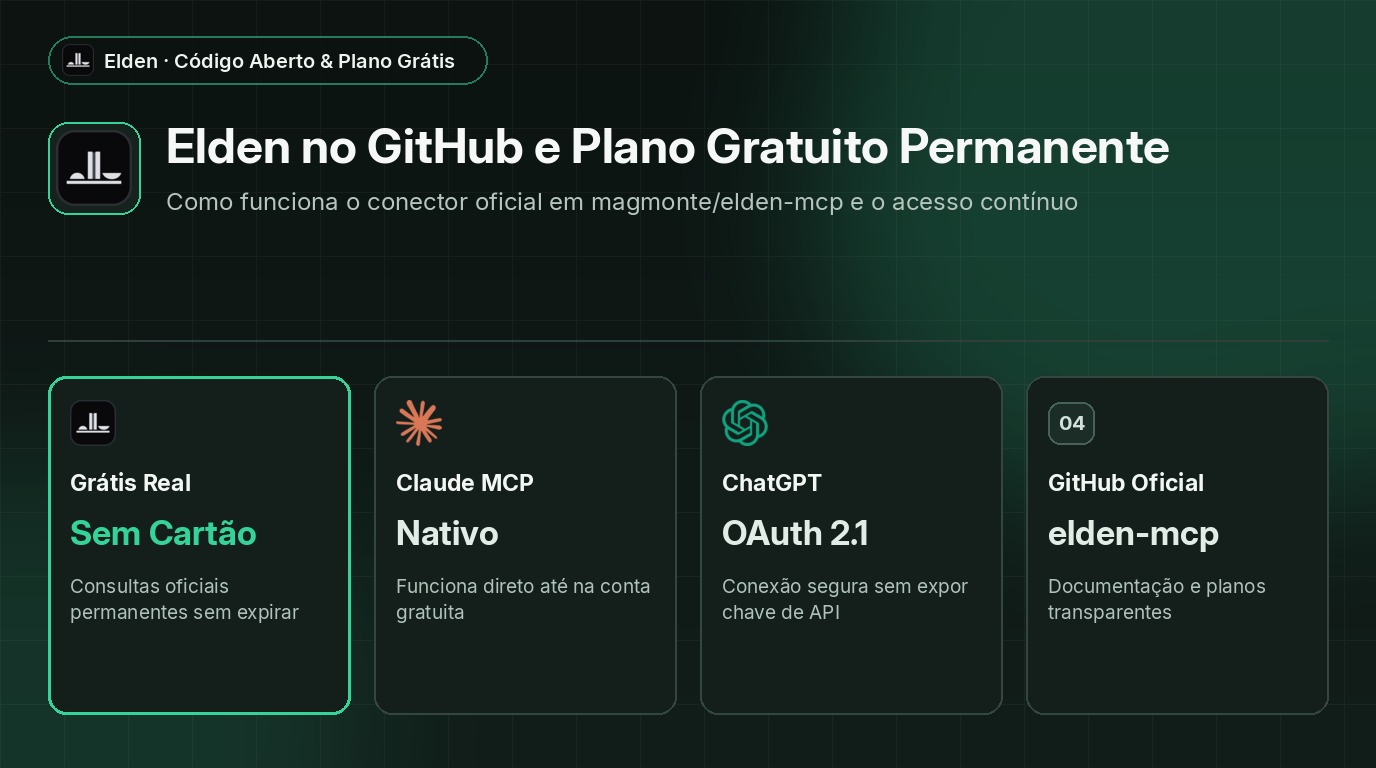 Elden · Código Aberto & Plano Grátis
Elden no GitHub e Plano Gratuito Permanente
Como funciona o conector oficial em magmonte/elden-mcp e o acesso contínuo
Grátis Real
Sem Cartão
Consultas oficiais
permanentes sem expirar
Claude MCP
Nativo
Funciona direto até na conta
gratuita
ChatGPT
OAuth 2.1
Conexão segura sem expor
chave de API
04
GitHub Oficial
elden-mcp
Documentação e planos
transparentes